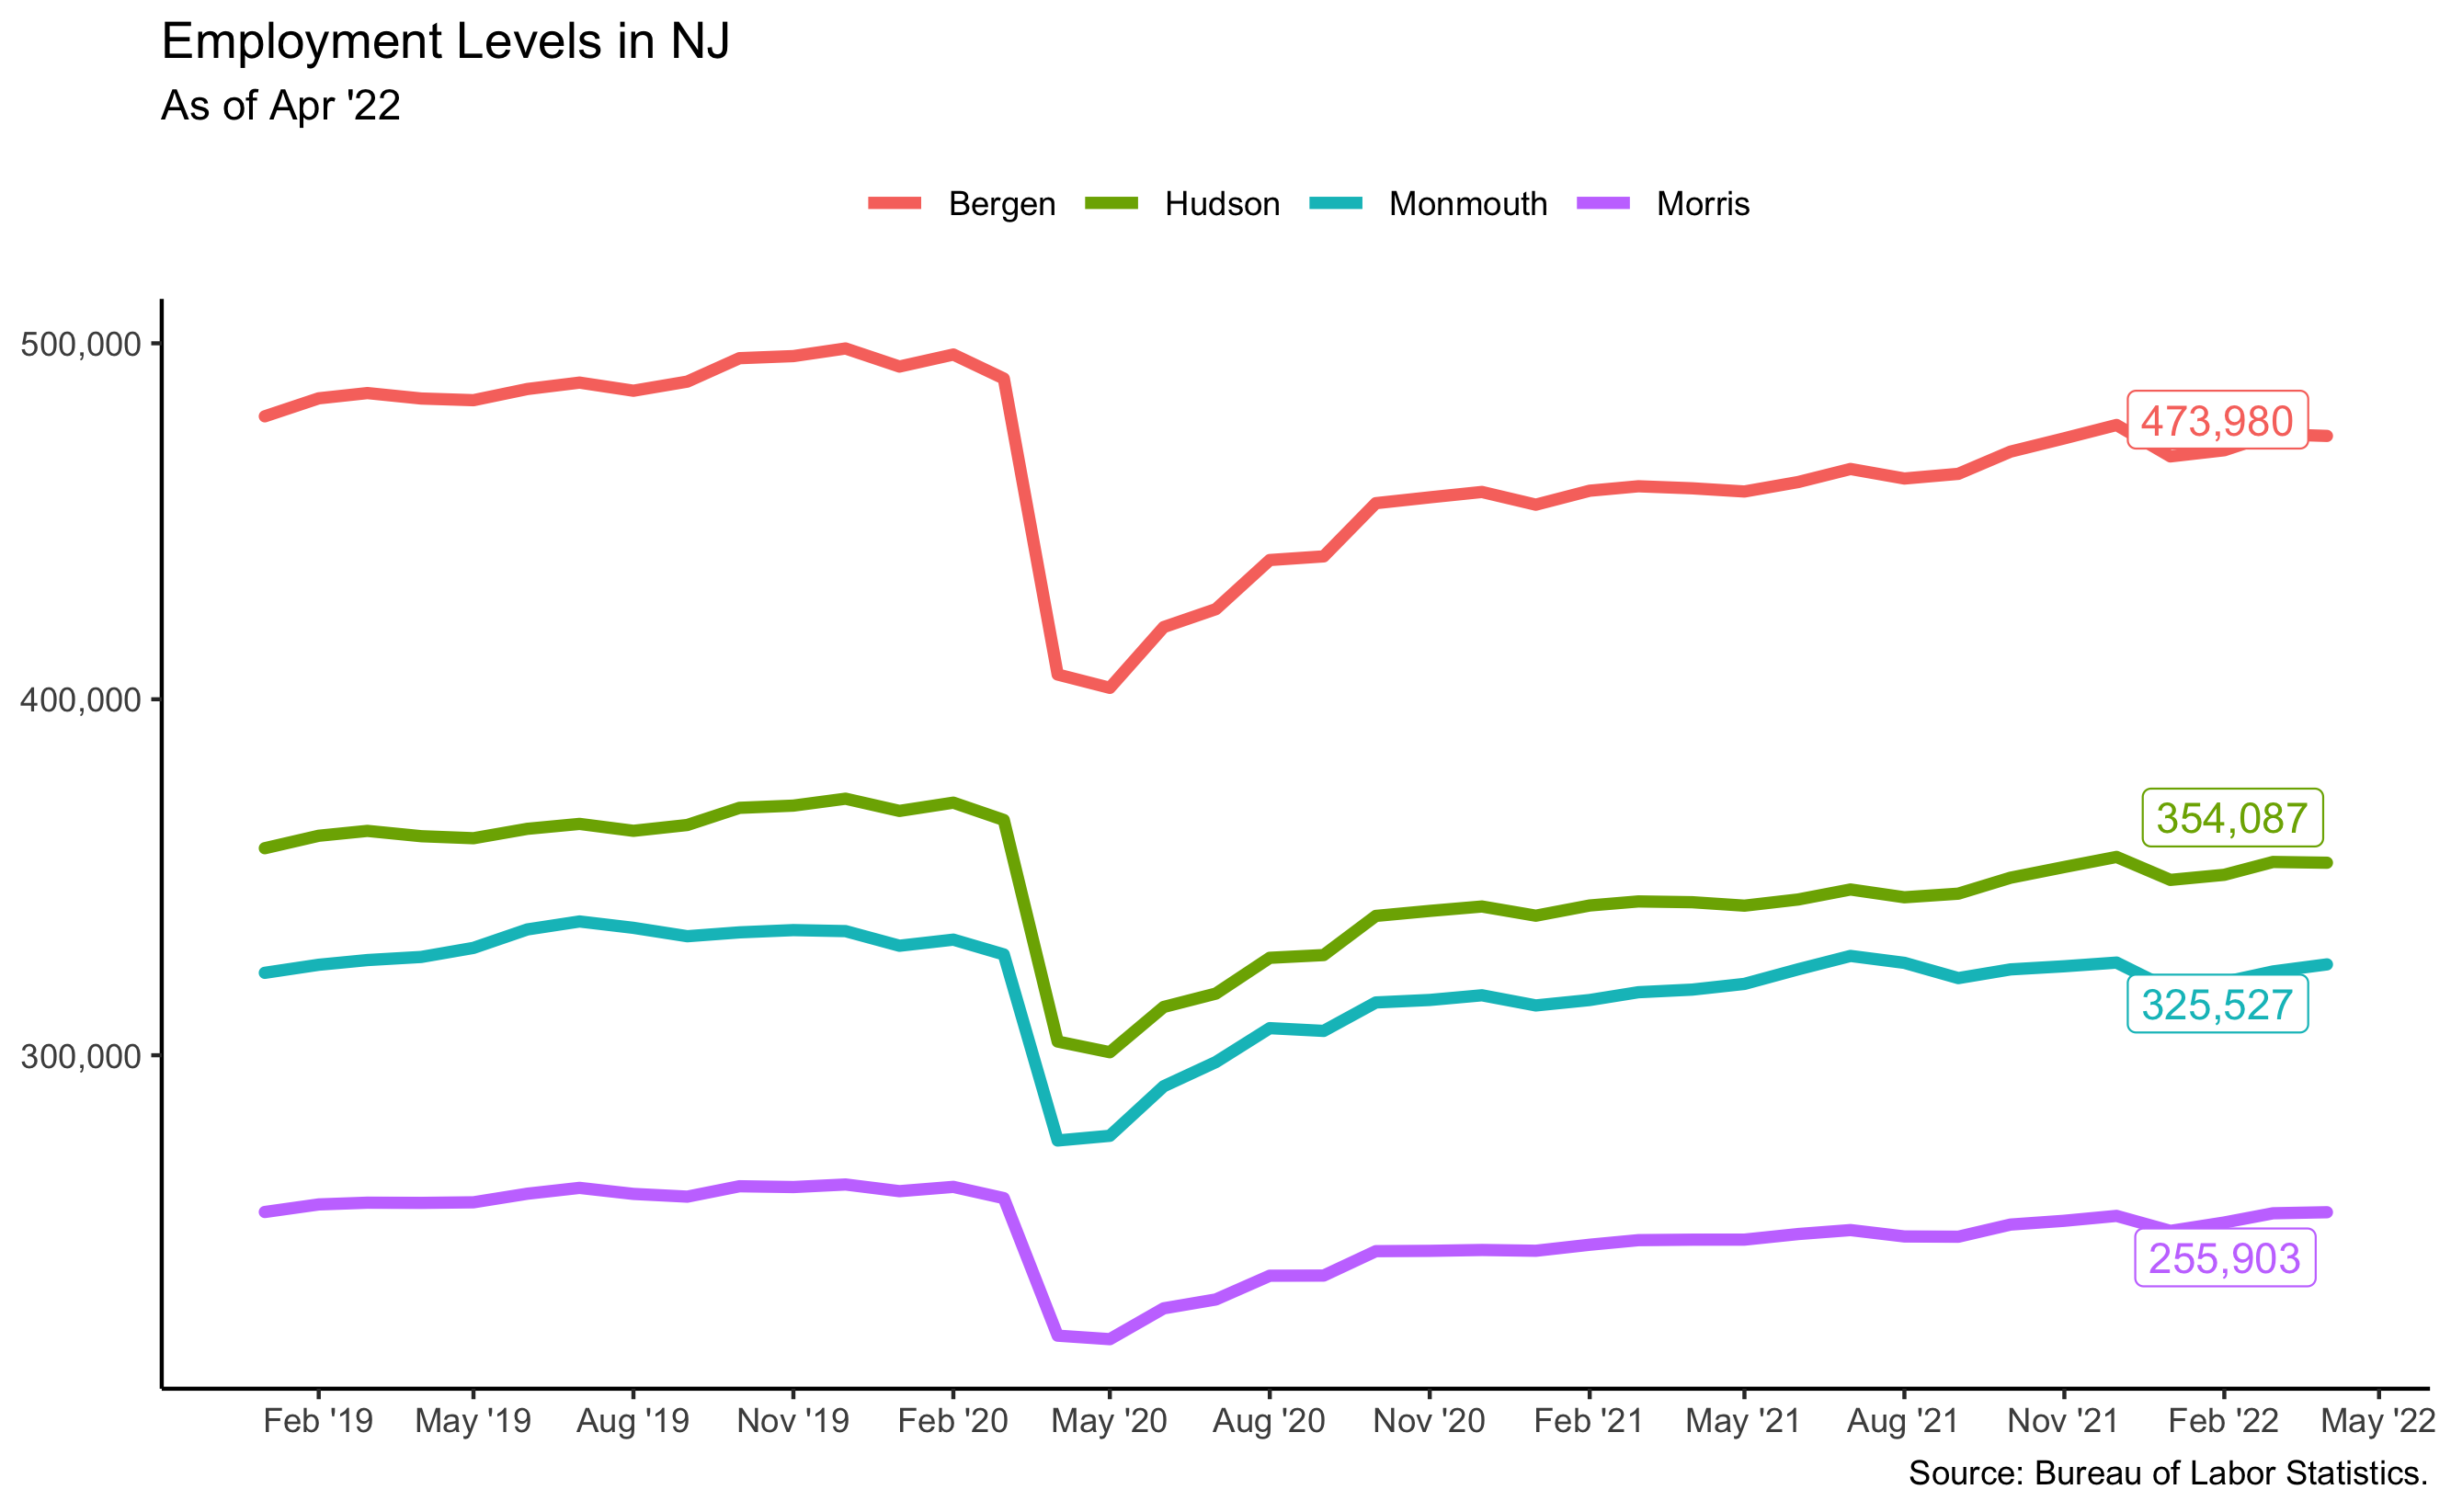 Employment Levels in NJ
As of Apr '22
Bergen Hudson Monmouth Morris
500,000
400,000
300,000
473,980
354,087
325,527
255,903
Feb '19 May '19 Aug '19 Nov '19 Feb '20 May '20 Aug '20 Nov '20 Feb '21 May '21 Aug '21 Nov '21 Feb '22 May '22
Source: Bureau of Labor Statistics.